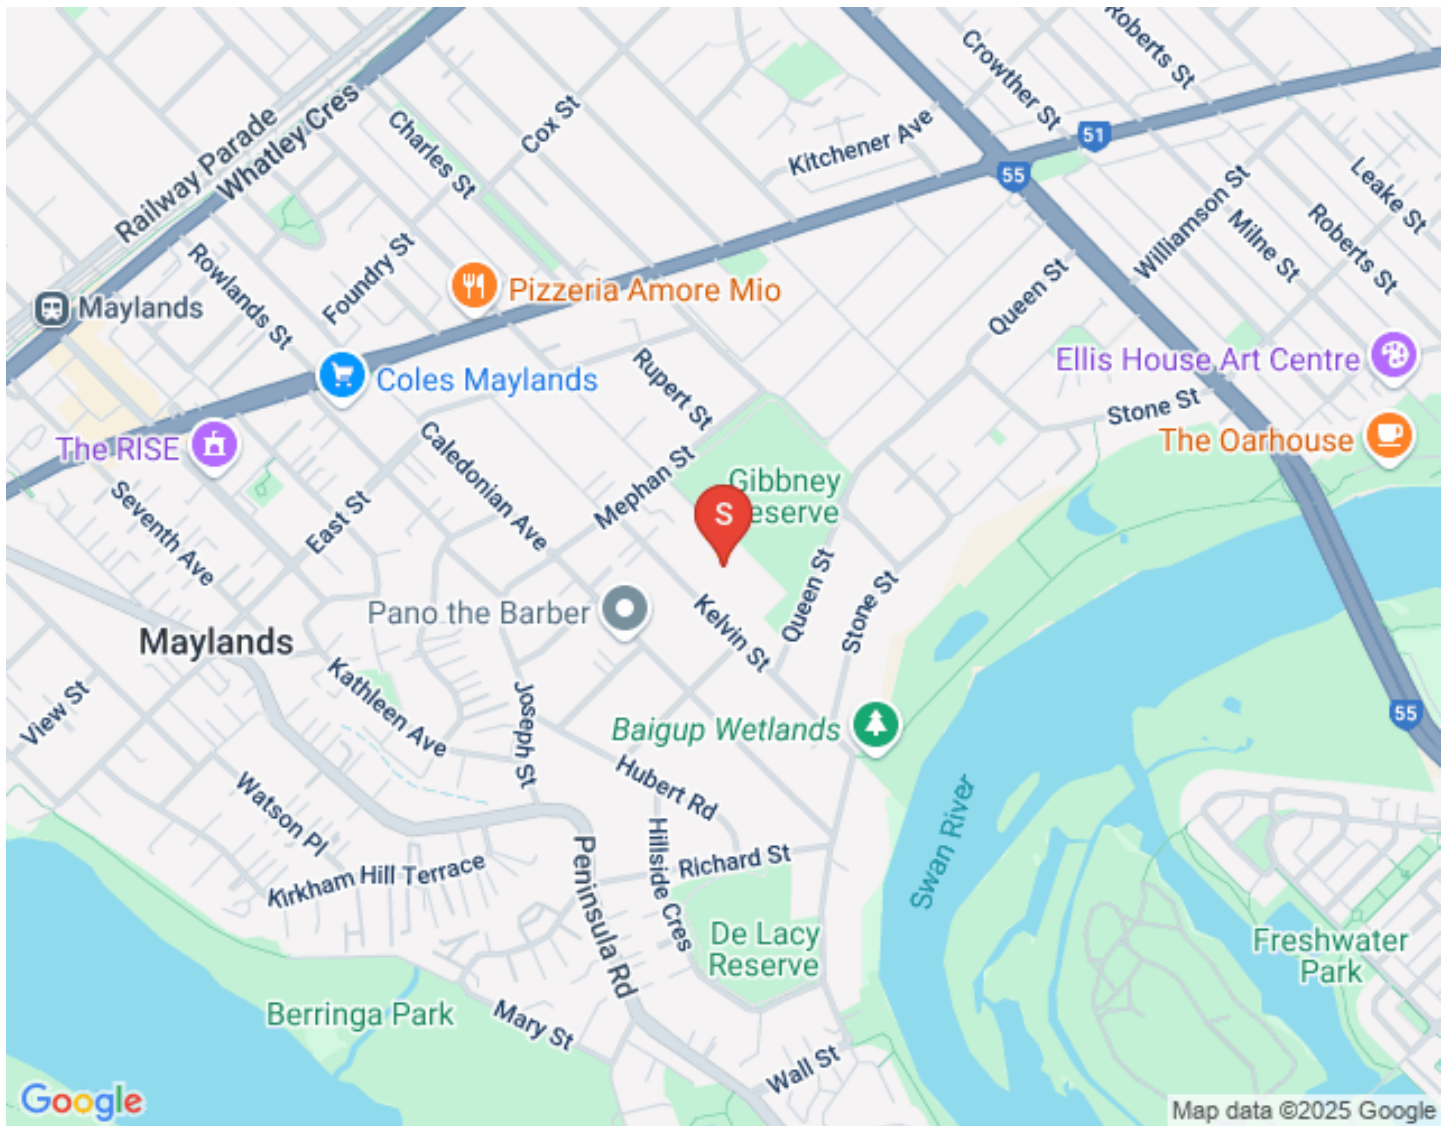 Roberts St
Crowther St
51
Kitchener Ave
55
Cox St
Charles St
Railway Parade
Whatley Cres
Leake St
Williamson St
Milne St
Roberts St
Rowlands St
Foundry St
Queen St
Pizzeria Amore Mio
Maylands
Coles Maylands
Rupert St
Ellis House Art Centre
Stone St
The Oarhouse
The RISE
Caledonian Ave
Mephan St
Gibbney
eserve
S
Seventh Ave
East St
Queen St
Stone St
Pano the Barber
Kelvin St
Maylands
Kathleen Ave
View St
Joseph St
Baigup Wetlands
55
Hubert Rd
Watson Pl
Swan River
Hillside Cres
Richard St
Kirkham Hill Terrace
Peninsula Rd
De Lacy
Reserve
Freshwater
Park
Berringa Park
Mary St
Wall St
Google
Map data ©2025 Google